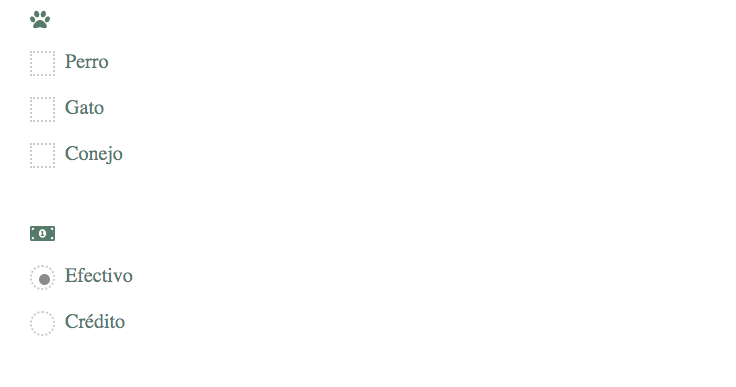 Perro
Gato
Conejo
Efectivo
Crédito